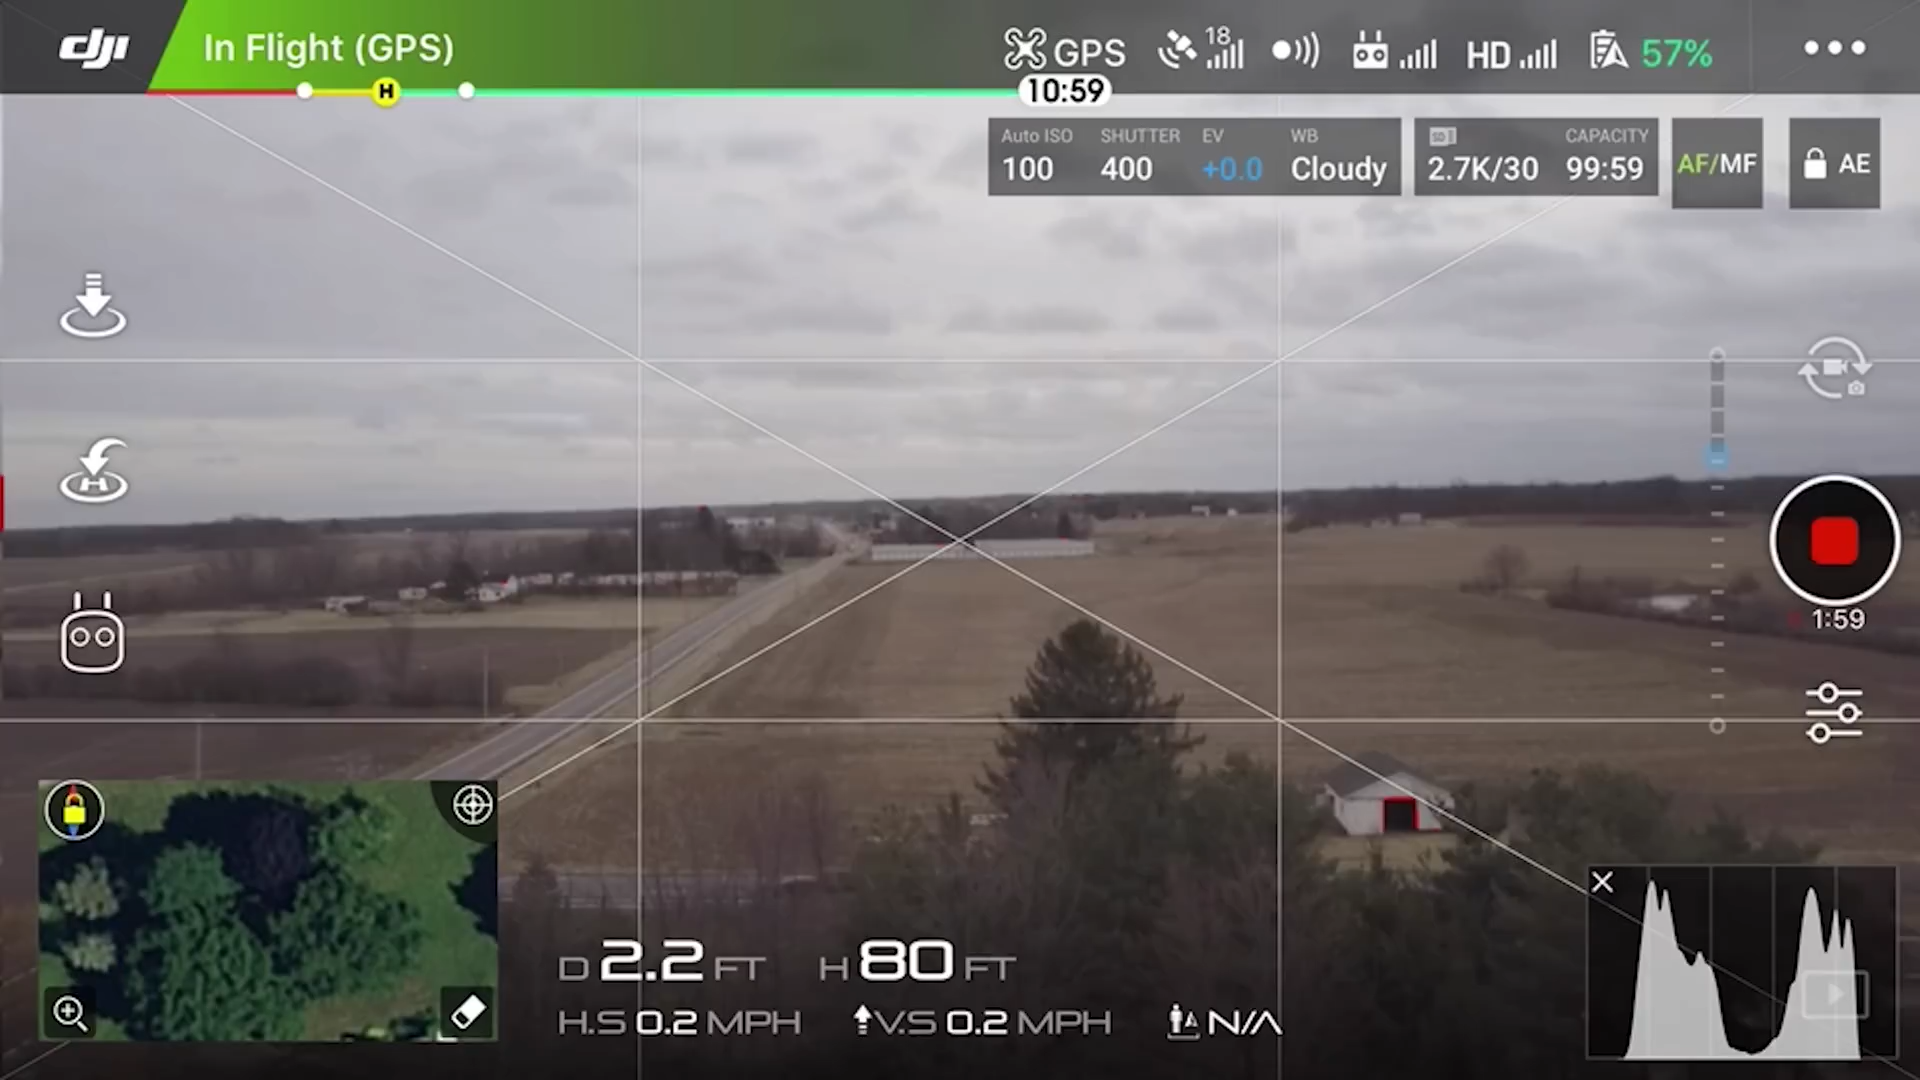 dji
In Flight (GPS)
GPS
18
HD
57%
H
10:59
Auto ISO
100
SHUTTER
400
EV
+0.0
WB
Cloudy
SD
2.7K/30
CAPACITY
99:59
AF/MF
AE
H
1:59
D 2.2 FT
H 80 FT
H.S 0.2 MPH
V.S 0.2 MPH
N/A